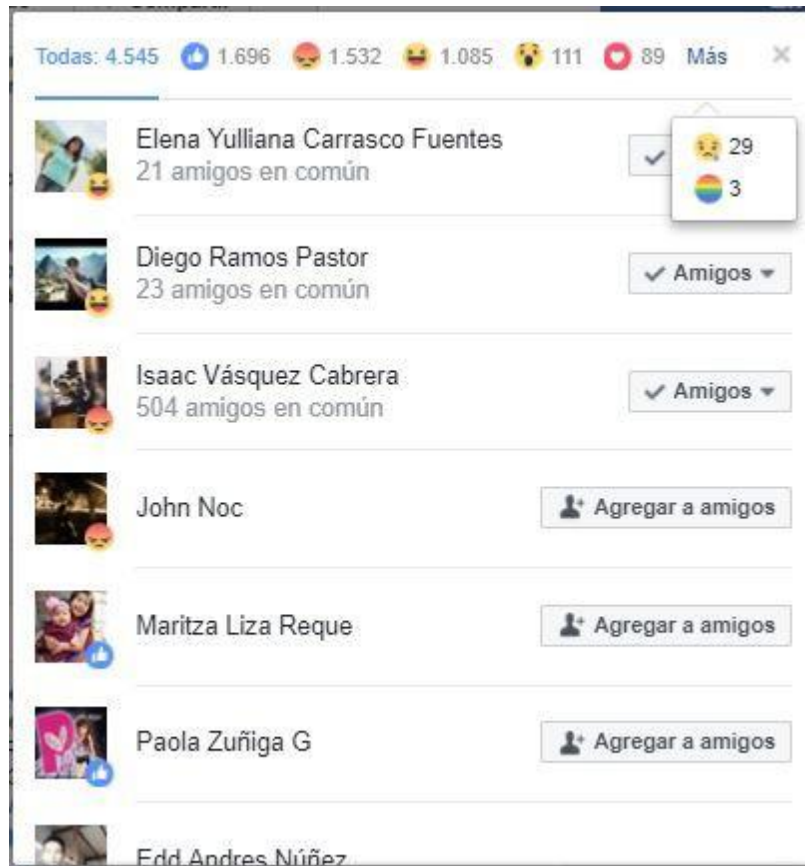 Todas: 4.545 1.696 1.532 1.085 111 89 Más
29
3
Elena Yulliana Carrasco Fuentes
21 amigos en común
Diego Ramos Pastor
23 amigos en común
Amigos
Isaac Vásquez Cabrera
504 amigos en común
Amigos
John Noc
Agregar a amigos
Maritza Liza Reque
Agregar a amigos
Paola Zuñiga G
Agregar a amigos
Edd Andres Núñez